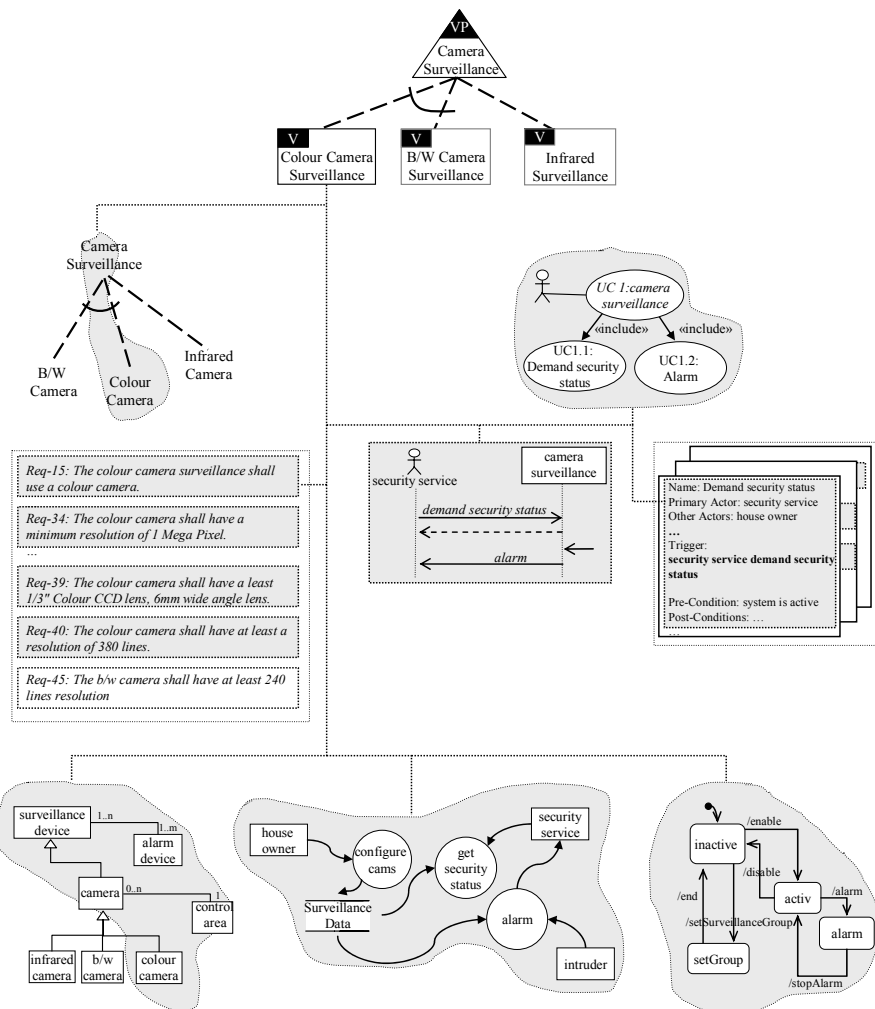 VP
Camera
Surveillance
V
Colour Camera
Surveillance
V
B/W Camera
Surveillance
V
Infrared
Surveillance
Camera
Surveillance
B/W
Camera
Colour
Camera
Infrared
Camera
UC 1:camera
surveillance
«include»
«include»
UC1.1:
Demand security
status
UC1.2:
Alarm
Req-15: The colour camera surveillance shall
use a colour camera.
Req-34: The colour camera shall have a
minimum resolution of 1 Mega Pixel.
…
Req-39: The colour camera shall have a least
1/3" Colour CCD lens, 6mm wide angle lens.
Req-40: The colour camera shall have at least a
resolution of 380 lines.
Req-45: The b/w camera shall have at least 240
lines resolution
security service
camera
surveillance
demand security status
alarm
Name: Demand security status
Primary Actor: security service
Other Actors: house owner
…
Trigger:
security service demand security
status
Pre-Condition: system is active
Post-Conditions: …
…
surveillance
device
1..n
1..m
alarm
device
camera
0..n
1
control
area
infrared
camera
b/w
camera
colour
camera
house
owner
configure
cams
get
security
status
security
service
Surveillance
Data
alarm
intruder
inactive
/enable
/disable
activ
/alarm
alarm
/end
/setSurveillanceGroup
setGroup
/stopAlarm